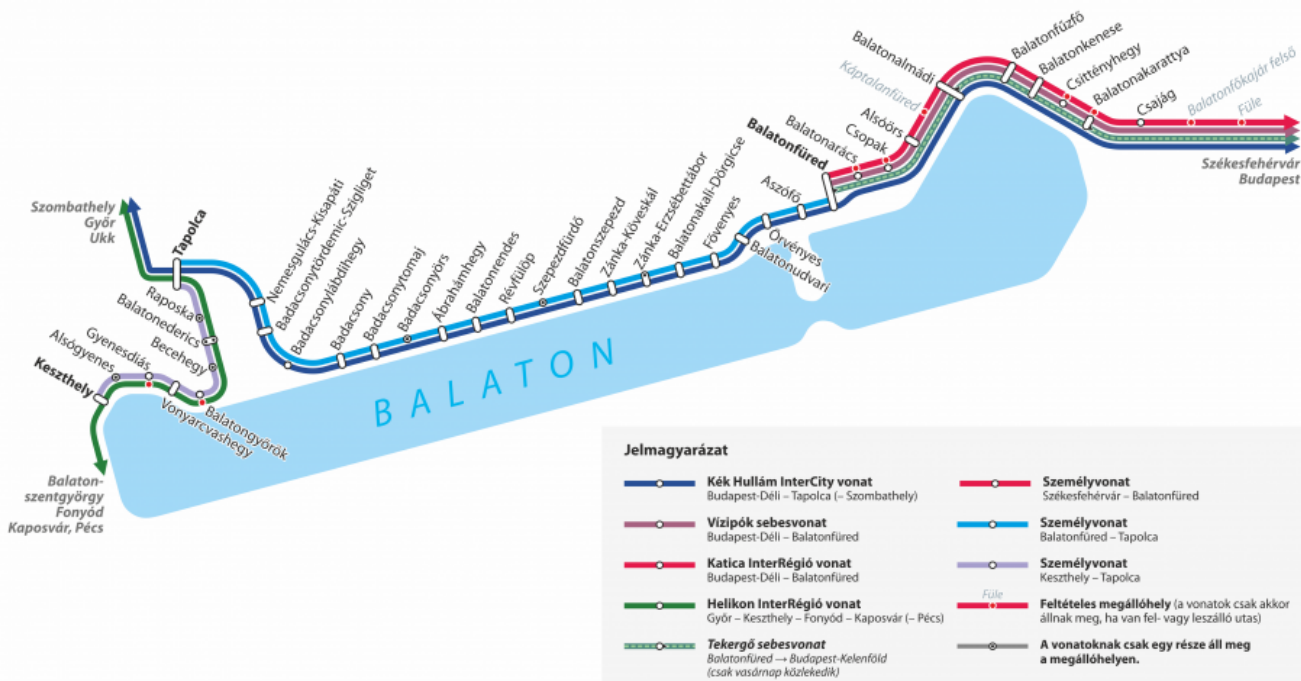 Szombathely
Győr
Ukk
Tapolca
Raposka
Balatonederics
Becehegy
Gyenesdiás
Alsógyenes
Keszthely
Vonyarcvashegy
Balatongyörök
Balaton-
szentgyörgy
Fonyód
Kaposvár, Pécs
Nemesgulács-Kisapáti
Badacsonytördemic-Szigliget
Badacsonylábdihegy
Badacsony
Badacsonytomaj
Badacsonyörs
Ábrahámhegy
Balatonrendes
Révfülöp
Szepezdfürdő
Balatonszepezd
Zánka-Köveskál
Zánka-Erzsébettábor
Balatonakali-Dörgicse
Fövenyes
Balatonudvari
Örvényes
Aszófő
Balatonfüred
Balatonarács
Csopak
Alsóörs
Káptalanfüred
Balatonalmádi
Balatonfűzfő
Balatonkenese
Csittényhegy
Balatonakarattya
Csajág
Balatonfőkajár felső
Füle
Székesfehérvár
Budapest
BALATON
Jelmagyarázat
Kék Hullám InterCity vonat
Budapest-Déli – Tapolca (– Szombathely)
Vízipók sebesvonat
Budapest-Déli – Balatonfüred
Katica InterRégió vonat
Budapest-Déli – Balatonfüred
Helikon InterRégió vonat
Győr – Keszthely – Fonyód – Kaposvár (– Pécs)
Tekergő sebesvonat
Balatonfüred → Budapest-Kelenföld
(csak vasárnap közlekedik)
Személyvonat
Székesfehérvár – Balatonfüred
Személyvonat
Balatonfüred – Tapolca
Személyvonat
Keszthely – Tapolca
Füle
Feltételes megállóhely (a vonatok csak akkor
állnak meg, ha van fel- vagy leszálló utas)
A vonatoknak csak egy része áll meg
a megállóhelyen.